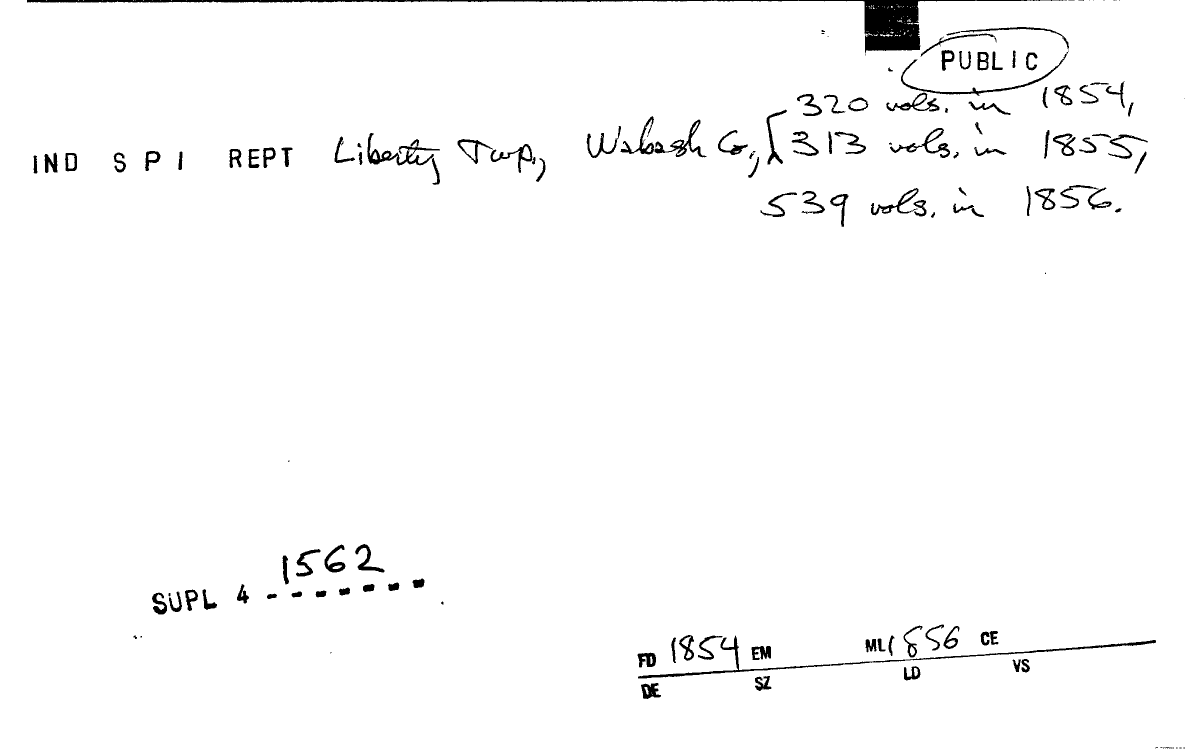 PUBLIC
320 vols. in 1854,
IND S P I REPT Liberty Twp, Wabash Co, 313 vols. in 1855,
539 vols. in 1856.
1562
SUPL 4 - - - - - - -
FD 1854 EM ML 1856 CE
DE SZ LD VS